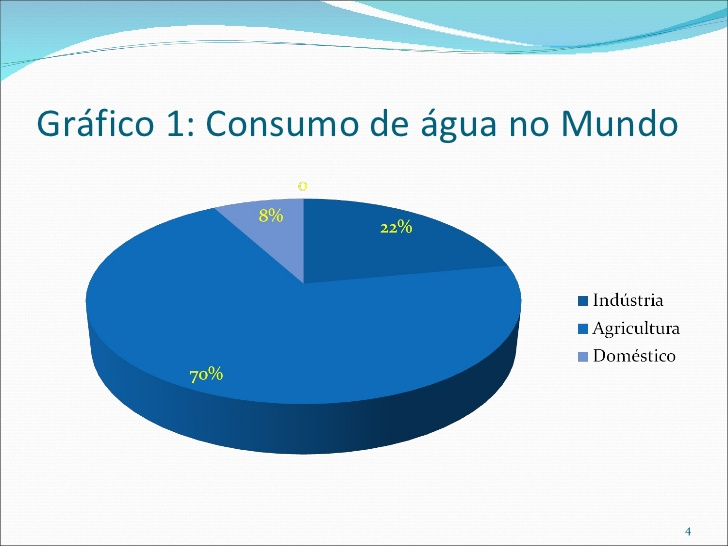 Gráfico 1: Consumo de água no Mundo
0
8%
22%
70%
Indústria
Agricultura
Doméstico
4